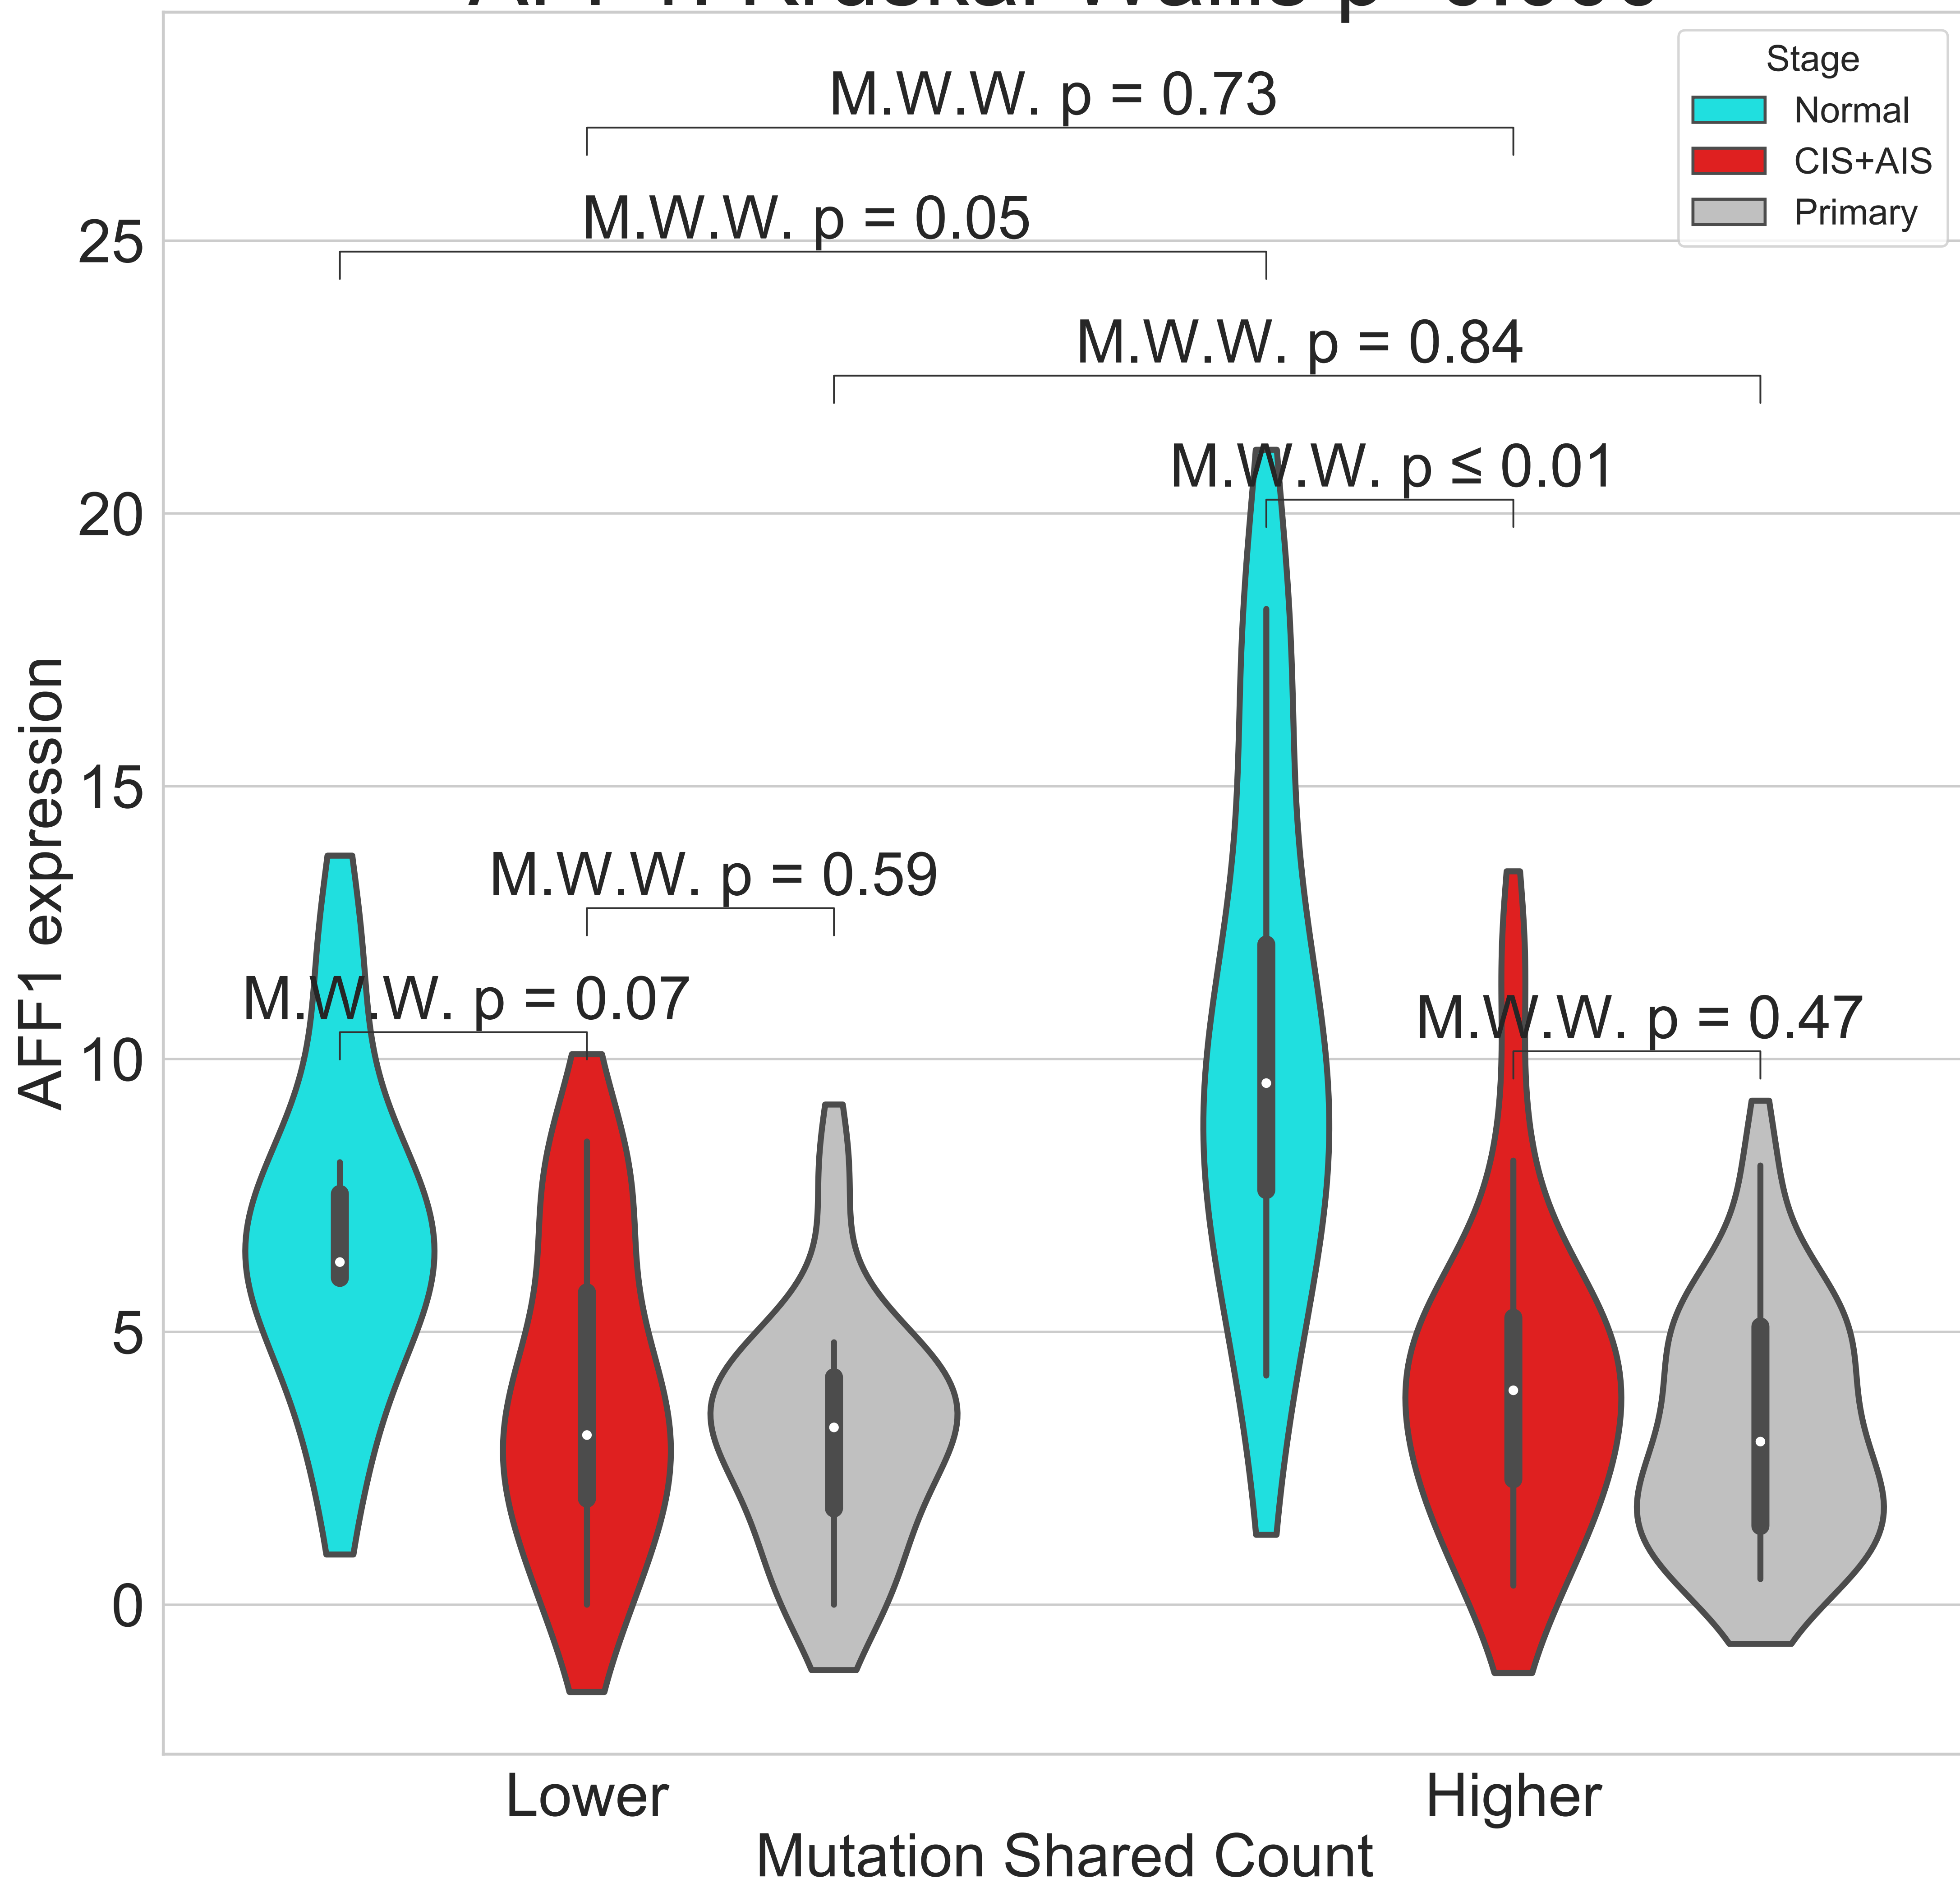 Stage
Normal
CIS+AIS
Primary
M.W.W. p = 0.73
M.W.W. p = 0.05
M.W.W. p = 0.84
M.W.W. p ≤ 0.01
M.W.W. p = 0.59
M.W.W. p = 0.07
M.W.W. p = 0.47
AFF1 expression
25
20
15
10
5
0
Lower
Higher
Mutation Shared Count